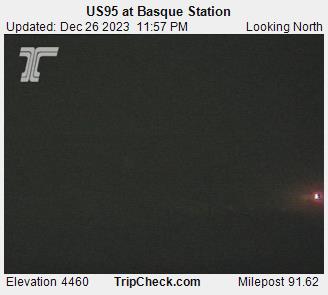 US95 at Basque Station
Updated: Dec 26 2023 11:57 PM Looking North
Elevation 4460 TripCheck.com Milepost 91.62